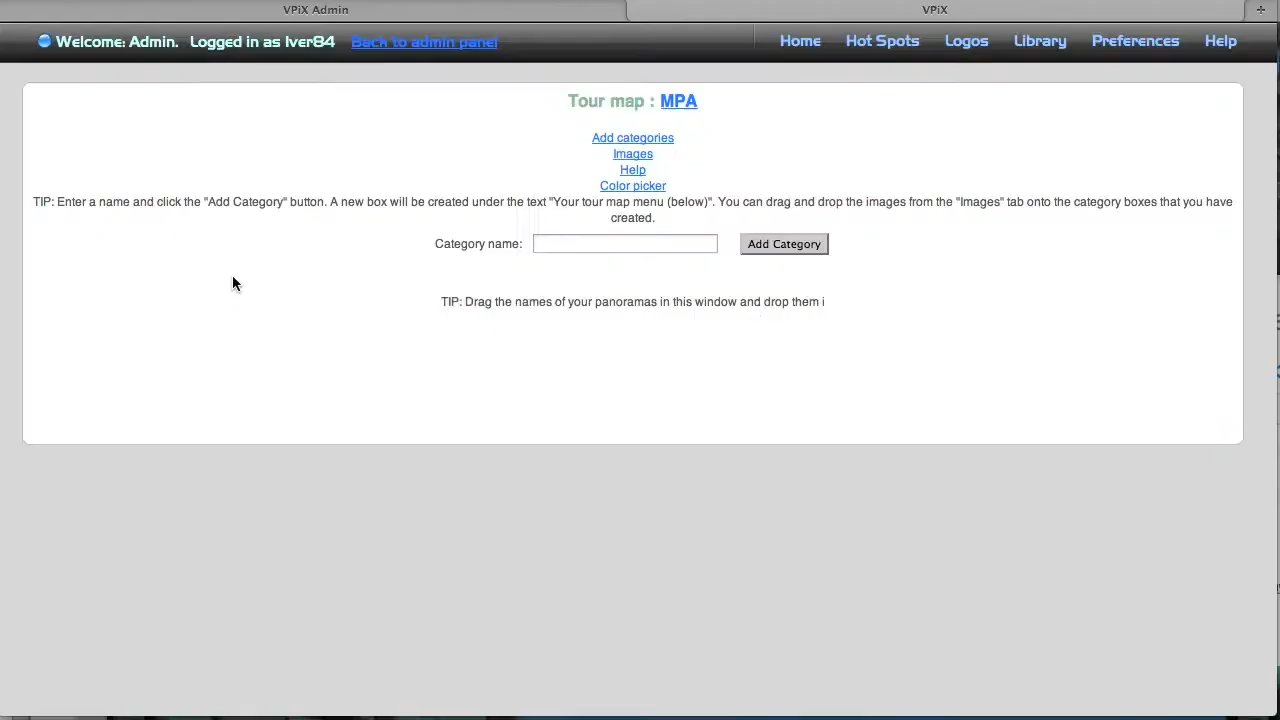 VPiX Admin
VPiX
+
Welcome: Admin. Logged in as lver84 Back to admin panel
Home Hot Spots Logos Library Preferences Help
Tour map : MPA
Add categories
Images
Help
Color picker
TIP: Enter a name and click the "Add Category" button. A new box will be created under the text "Your tour map menu (below)". You can drag and drop the images from the "Images" tab onto the category boxes that you have
created.
Category name:
Add Category
TIP: Drag the names of your panoramas in this window and drop them i